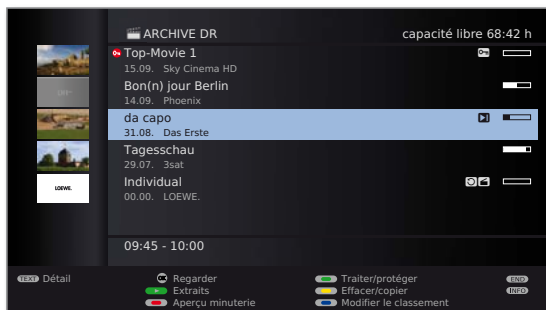 ARCHIVE DR capacité libre 68:42 h
Top-Movie 1
15.09. Sky Cinema HD
OFF
Bon(n) jour Berlin
14.09. Phoenix
da capo
31.08. Das Erste
Tagesschau
29.07. 3sat
Individual
LOEWE.
00.00. LOEWE.
09:45 - 10:00
TEXT Détail
OK Regarder
Traiter/protéger
END
Extraits
Effacer/copier
INFO
Aperçu minuterie
Modifier le classement